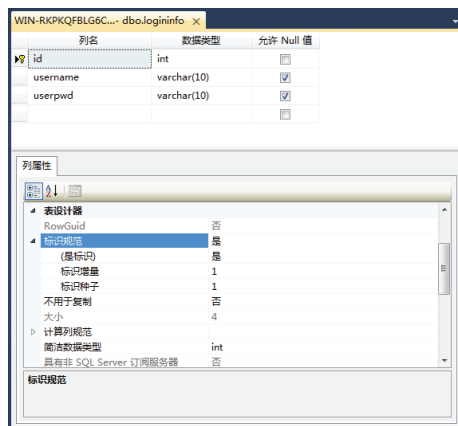 WIN-RKPKQFBLG6C...- dbo.logininfo ×
列名 数据类型 允许 Null 值
id int
username varchar(10)
userpwd varchar(10)
列属性
表设计器
RowGuid 否
标识规范 是
(是标识) 是
标识增量 1
标识种子 1
不用于复制 否
大小 4
计算列规范
简洁数据类型 int
具有非 SQL Server 订阅服务器 否
标识规范